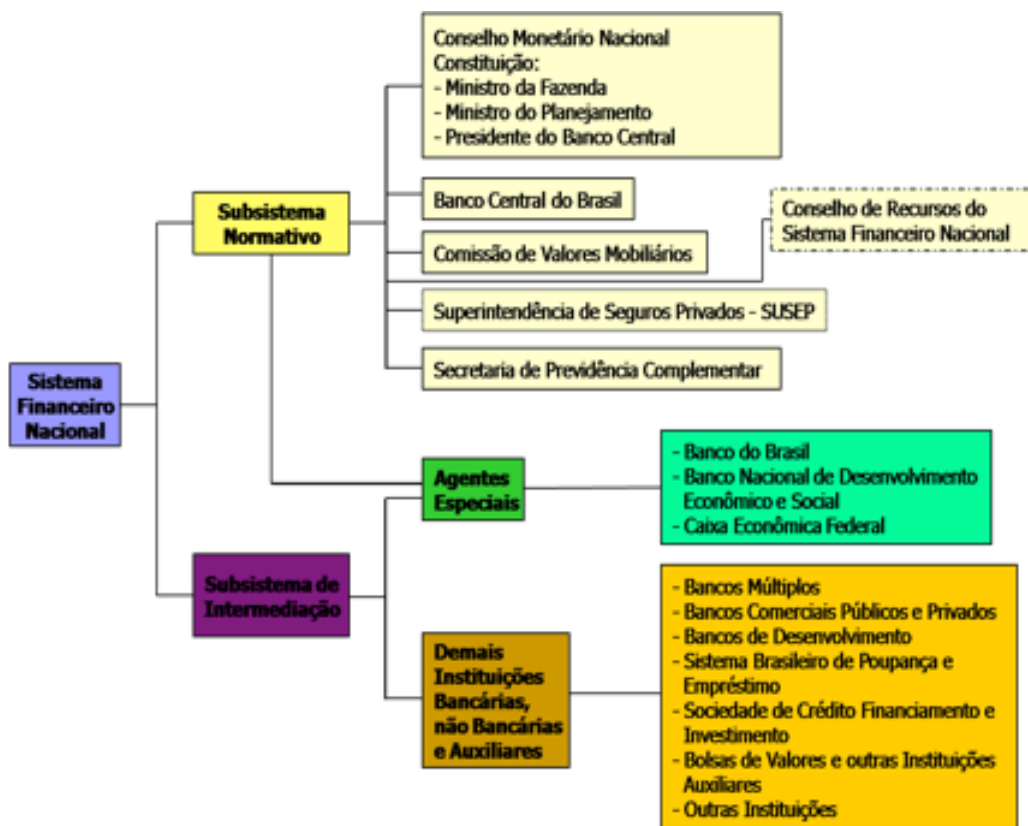 Sistema
Financeiro
Nacional
Subsistema
Normativo
Conselho Monetário Nacional
Constituição:
- Ministro da Fazenda
- Ministro do Planejamento
- Presidente do Banco Central
Banco Central do Brasil
Comissão de Valores Mobiliários
Conselho de Recursos do
Sistema Financeiro Nacional
Superintendência de Seguros Privados - SUSEP
Secretaria de Previdência Complementar
Subsistema de
Intermediação
Agentes
Especiais
- Banco do Brasil
- Banco Nacional de Desenvolvimento
Econômico e Social
- Caixa Econômica Federal
Demais
Instituições
Bancárias,
não Bancárias
e Auxiliares
- Bancos Múltiplos
- Bancos Comerciais Públicos e Privados
- Bancos de Desenvolvimento
- Sistema Brasileiro de Poupança e
Empréstimo
- Sociedade de Crédito Financiamento e
Investimento
- Bolsas de Valores e outras Instituições
Auxiliares
- Outras Instituições